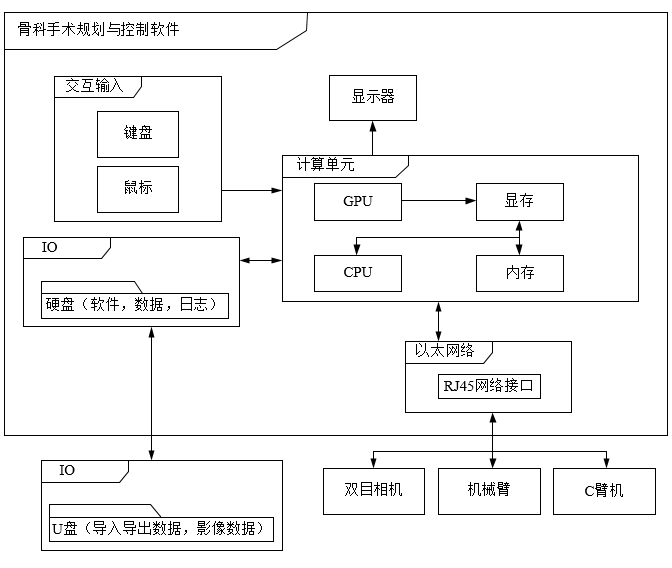 骨科手术规划与控制软件
交互输入
键盘
鼠标
显示器
计算单元
GPU
显存
CPU
内存
IO
硬盘（软件，数据，日志）
以太网络
RJ45网络接口
IO
U盘（导入导出数据，影像数据）
双目相机
机械臂
C臂机